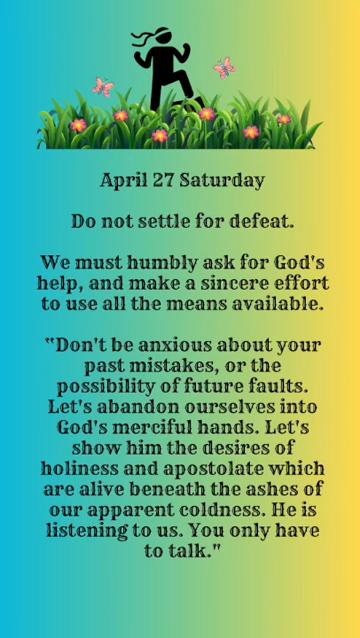 April 27 Saturday
Do not settle for defeat.
We must humbly ask for God's
help, and make a sincere effort
to use all the means available.
"Don't be anxious about your
past mistakes, or the
possibility of future faults.
Let's abandon ourselves into
God's merciful hands. Let's
show him the desires of
holiness and apostolate which
are alive beneath the ashes of
our apparent coldness. He is
listening to us. You only have
to talk."